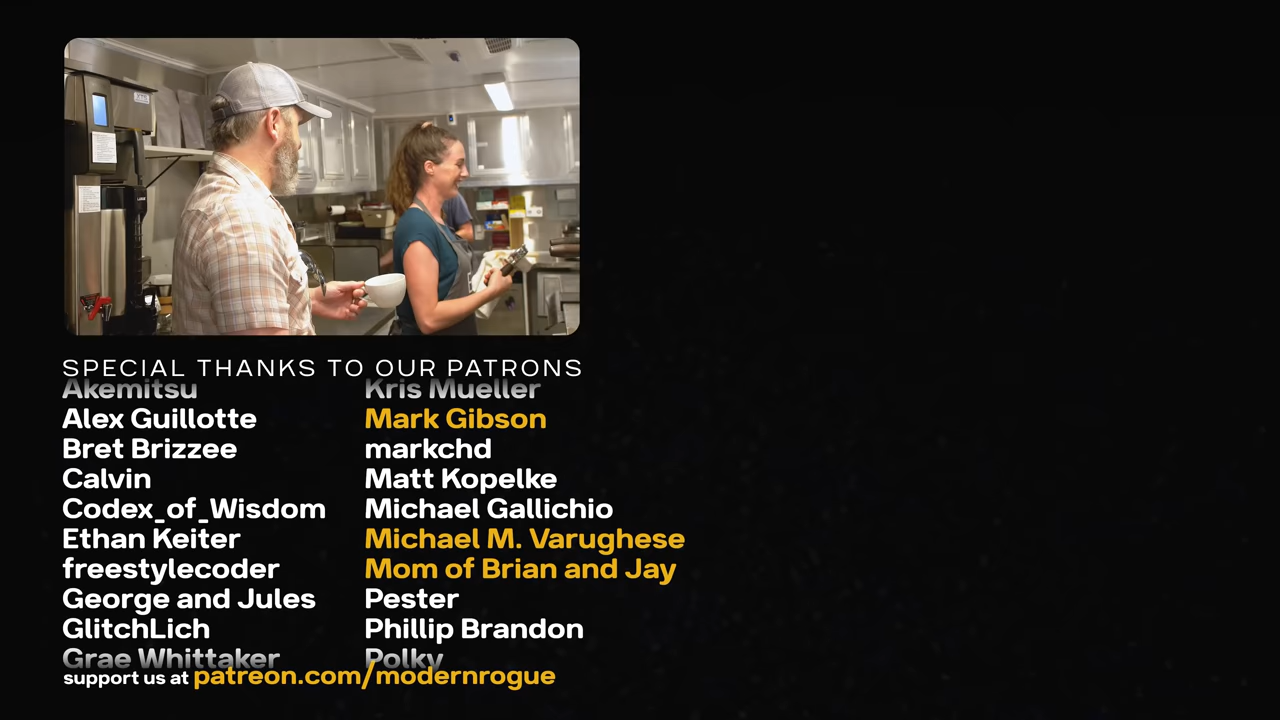 SPECIAL THANKS TO OUR PATRONS
Akemitsu
Alex Guillotte
Bret Brizzee
Calvin
Codex_of_Wisdom
Ethan Keiter
freestylecoder
George and Jules
GlitchLich
Grae Whittaker
Kris Mueller
Mark Gibson
markchd
Matt Kopelke
Michael Gallichio
Michael M. Varughese
Mom of Brian and Jay
Pester
Phillip Brandon
Polky
support us at patreon.com/modernrogue